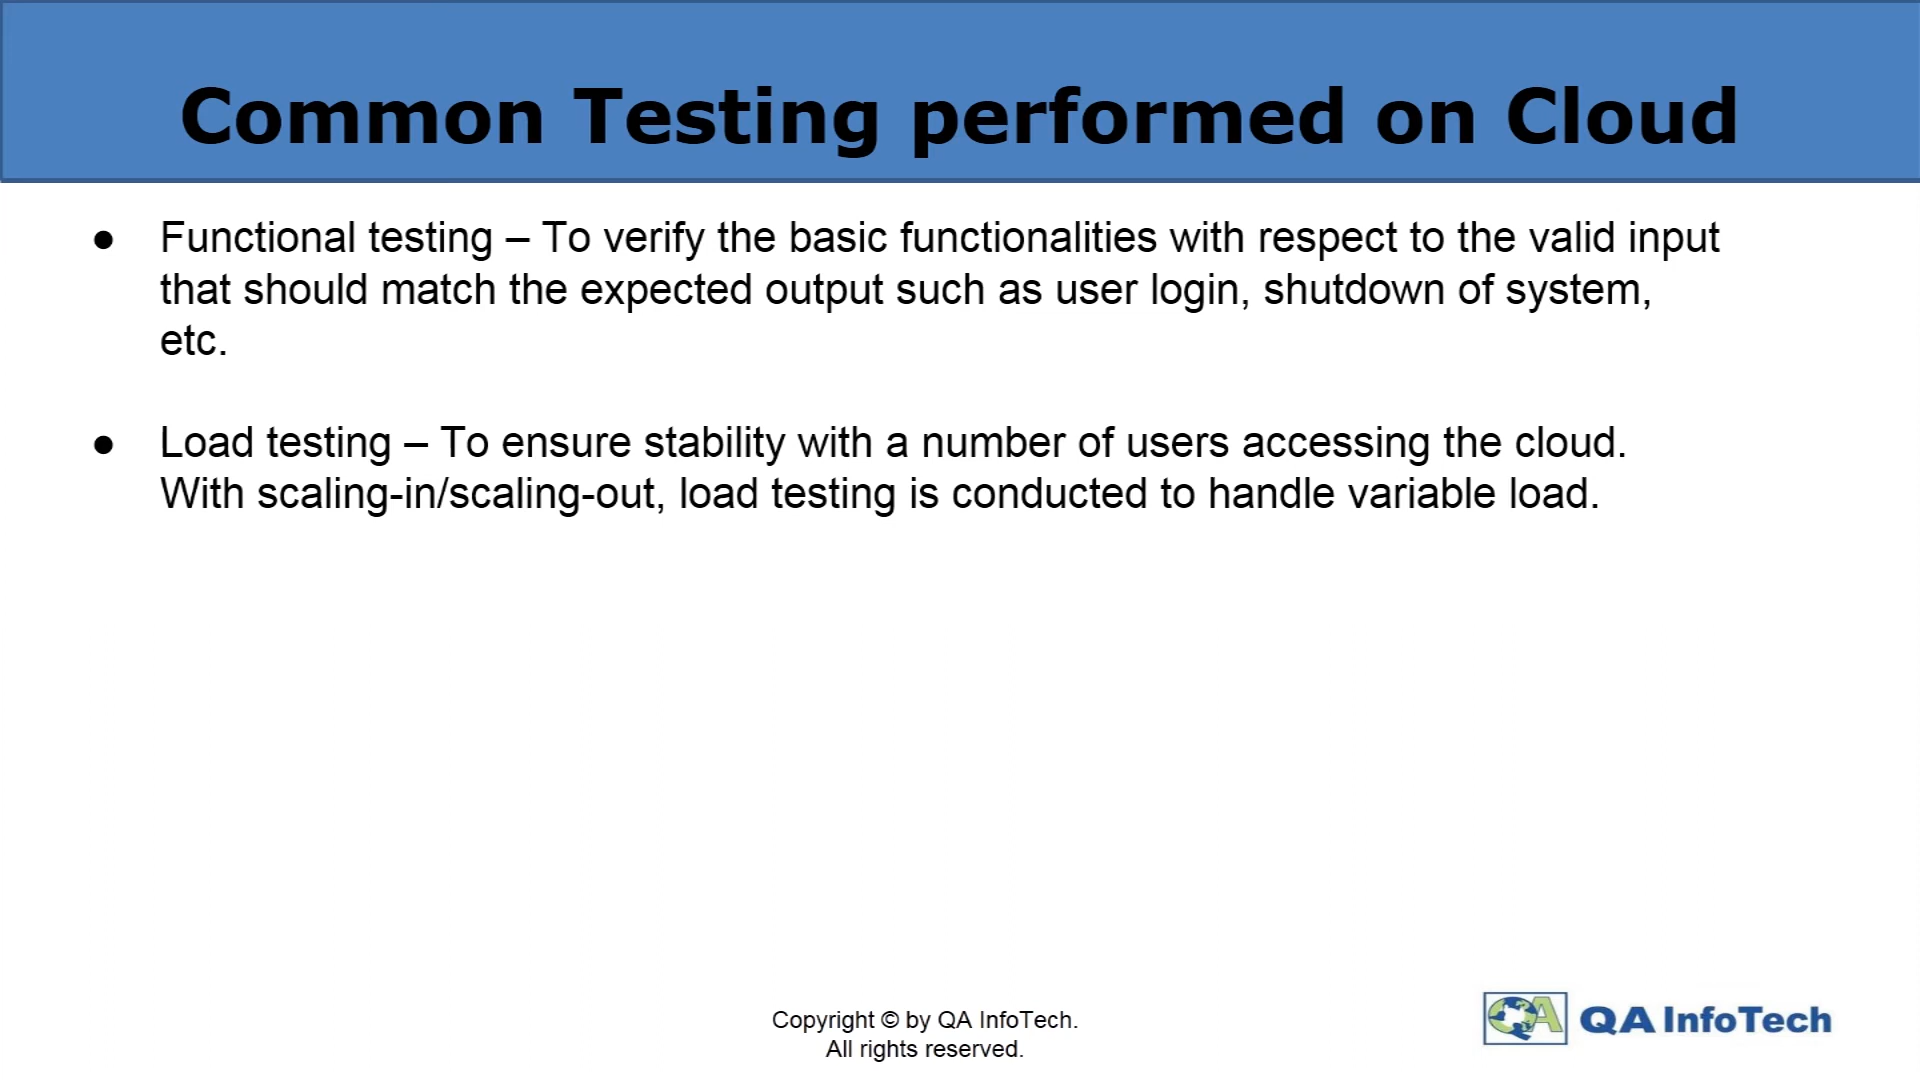 Common Testing performed on Cloud
● Functional testing – To verify the basic functionalities with respect to the valid input
that should match the expected output such as user login, shutdown of system,
etc.
● Load testing – To ensure stability with a number of users accessing the cloud.
With scaling-in/scaling-out, load testing is conducted to handle variable load.
Copyright © by QA InfoTech.
All rights reserved.
QA QA InfoTech